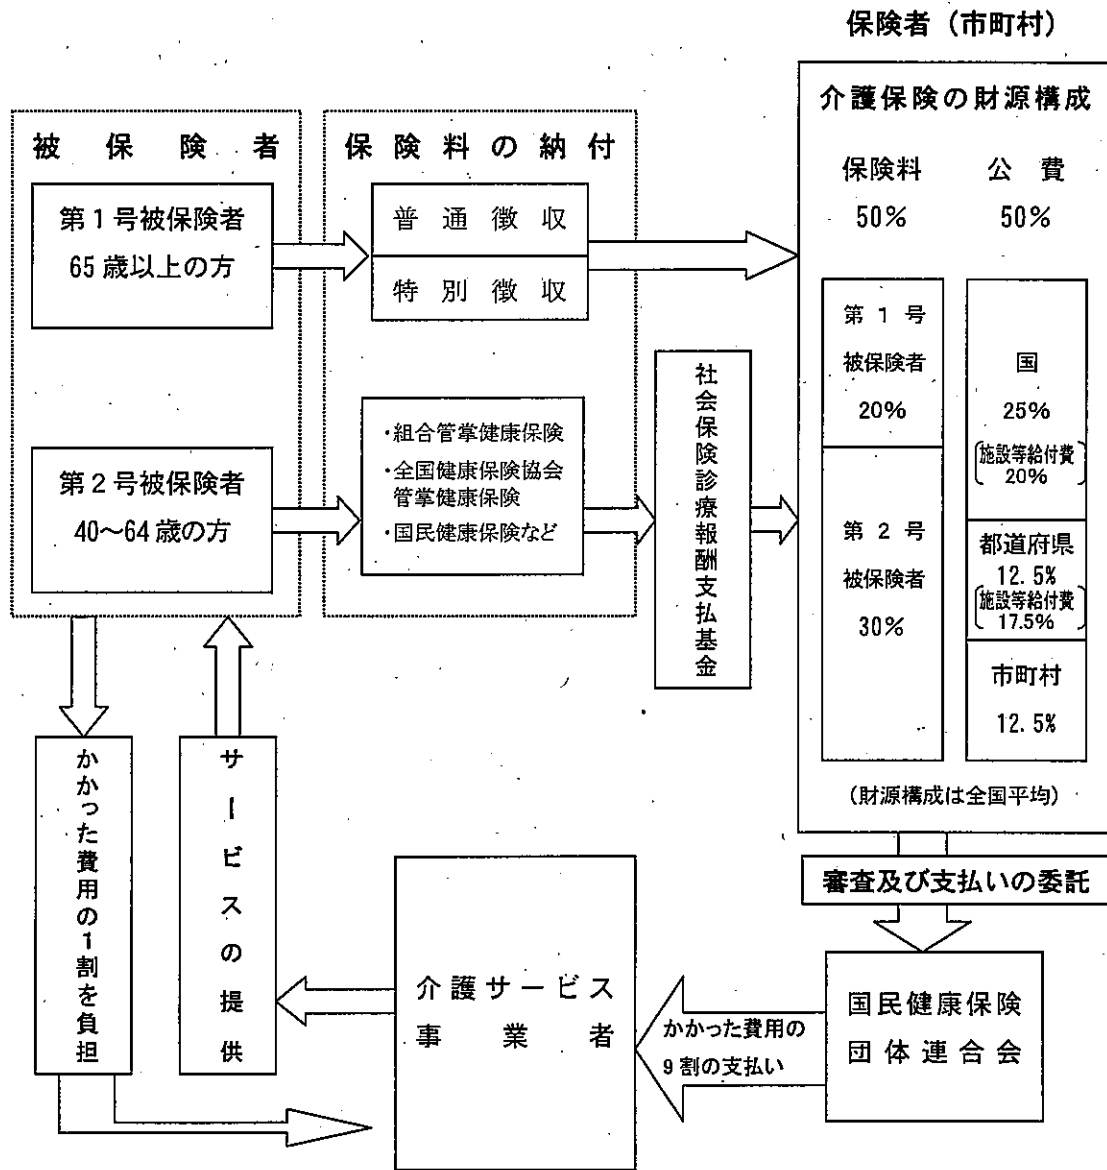 保険者（市町村）
介護保険の財源構成
保険料
公費
50%
50%
第1号
被保険者
20%
第2号
被保険者
30%
国
25%
〔施設等給付費
20%〕
都道府県
12.5%
〔施設等給付費
17.5%〕
市町村
12.5%
（財源構成は全国平均）
被保険者
第1号被保険者
65歳以上の方
第2号被保険者
40～64歳の方
保険料の納付
普通徴収
特別徴収
・組合管掌健康保険
・全国健康保険協会
管掌健康保険
・国民健康保険など
社会保険診療報酬支払基金
審査及び支払いの委託
国民健康保険
団体連合会
かかった費用の
9割の支払い
介護サービス
事業者
サービスの提供
かかった費用の1割を負担